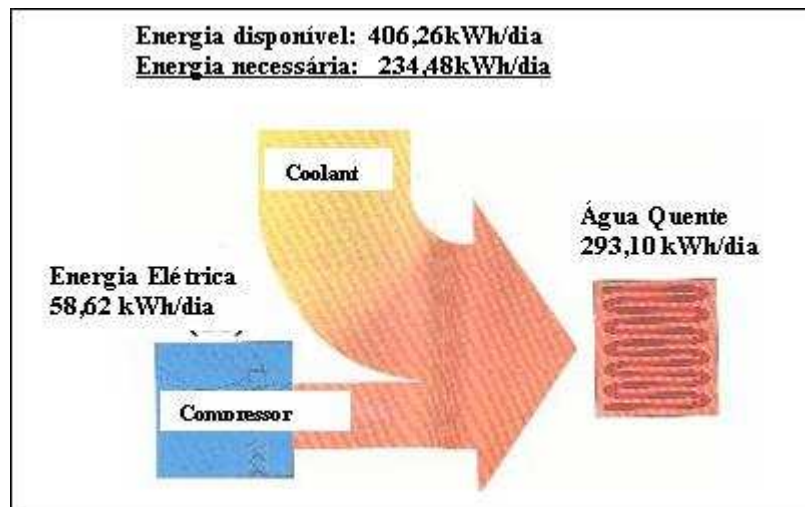 Energia disponível: 406,26kWh/dia
Energia necessária: 234,48kWh/dia
Coolant
Água Quente
293,10 kWh/dia
Energia Elétrica
58,62 kWh/dia
Compressor